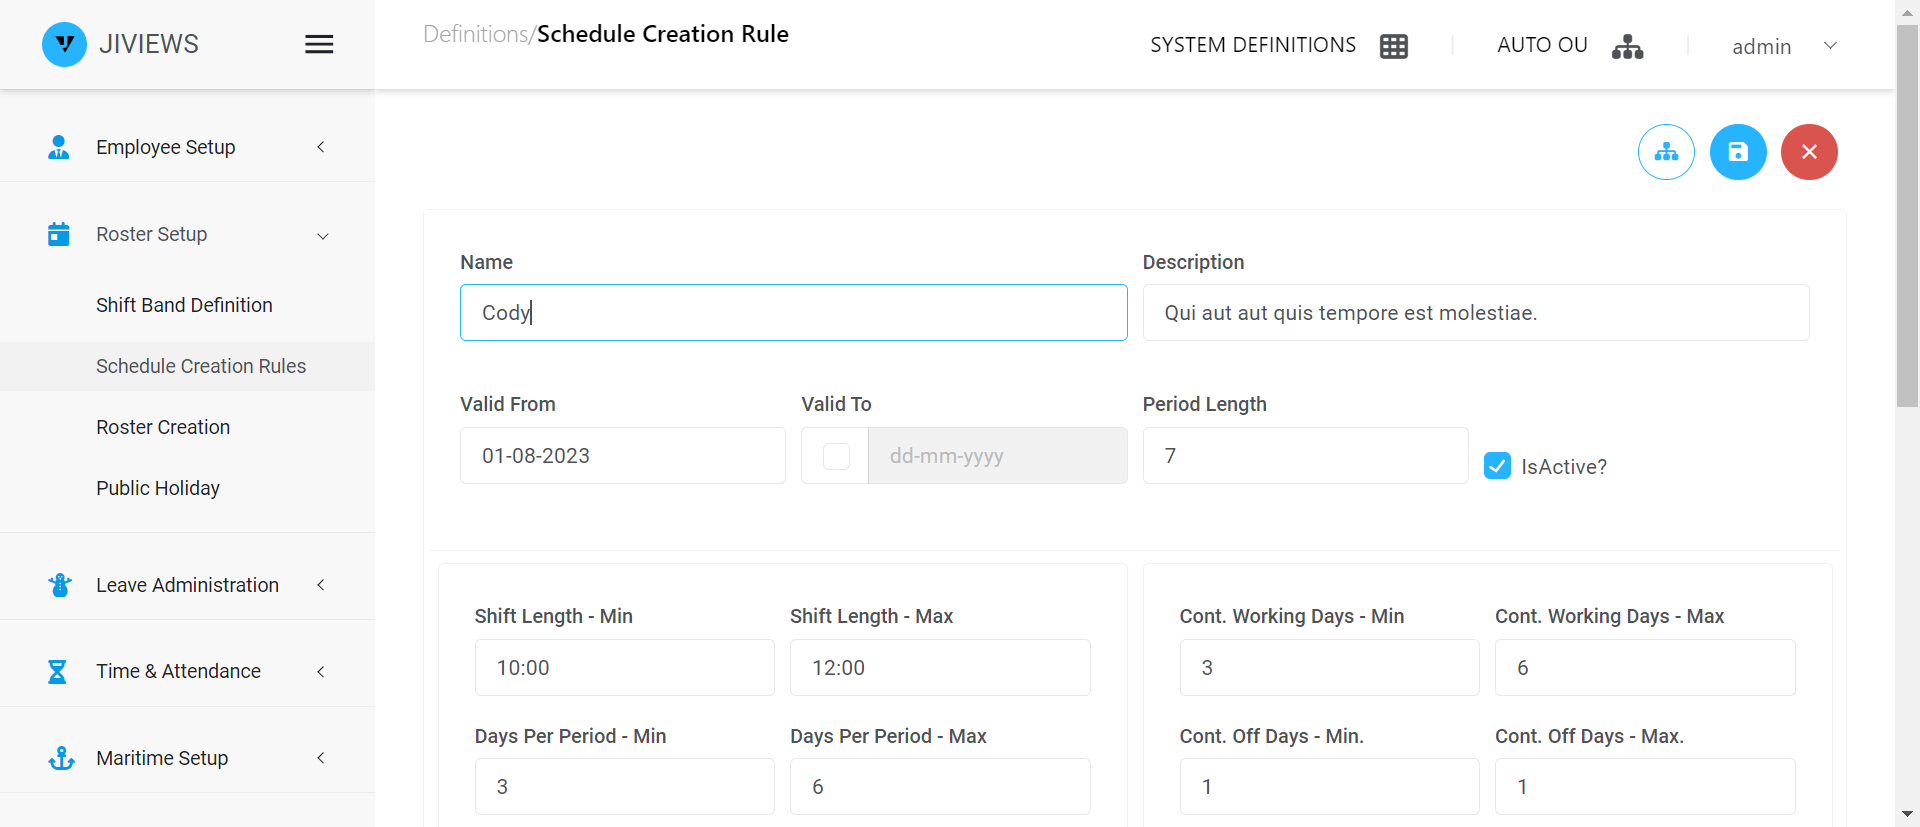 JIVIEWS
Definitions/Schedule Creation Rule
SYSTEM DEFINITIONS
AUTO OU
admin
Employee Setup
Roster Setup
Shift Band Definition
Schedule Creation Rules
Roster Creation
Public Holiday
Leave Administration
Time & Attendance
Maritime Setup
Name
Description
Cody
Qui aut aut quis tempore est molestiae.
Valid From
Valid To
Period Length
01-08-2023
dd-mm-yyyy
7
IsActive?
Shift Length - Min
Shift Length - Max
10:00
12:00
Days Per Period - Min
Days Per Period - Max
3
6
Cont. Working Days - Min
Cont. Working Days - Max
3
6
Cont. Off Days - Min.
Cont. Off Days - Max.
1
1